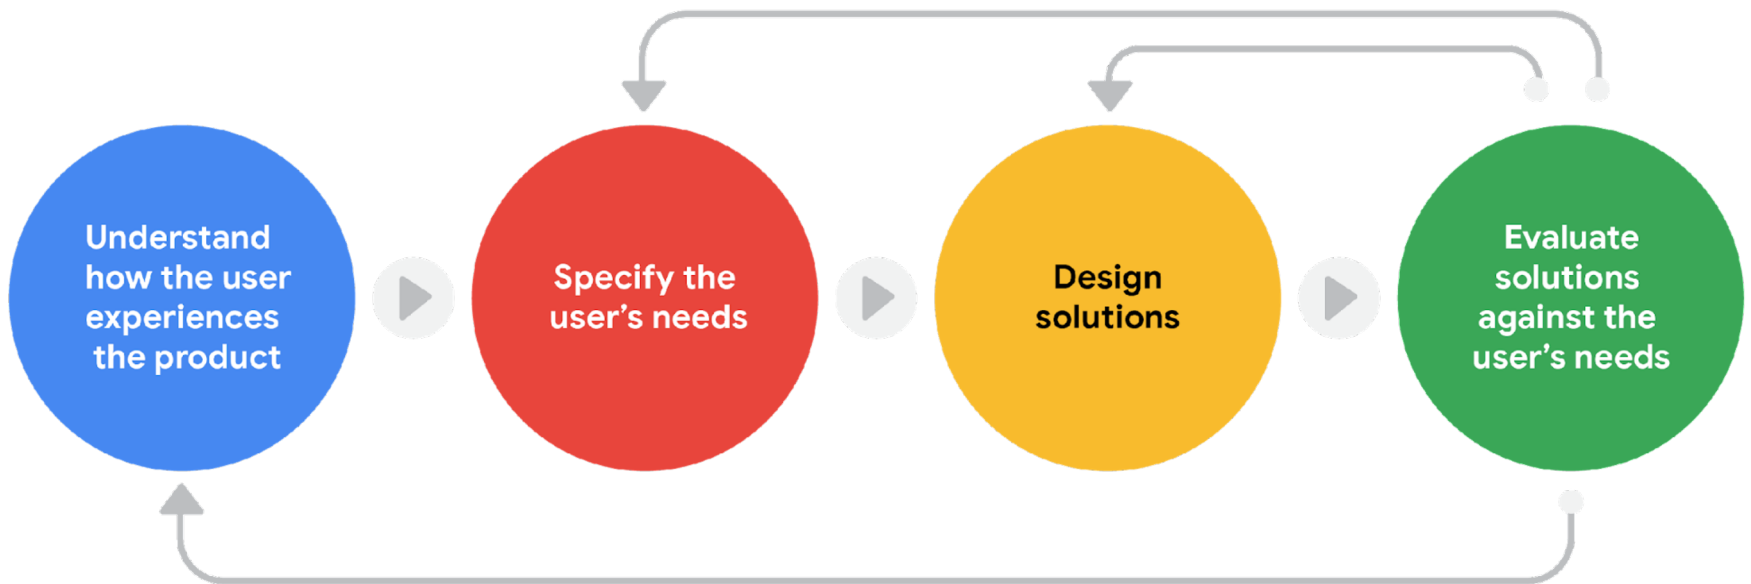 Understand
how the user
experiences
the product
Specify the
user’s needs
Design
solutions
Evaluate
solutions
against the
user’s needs